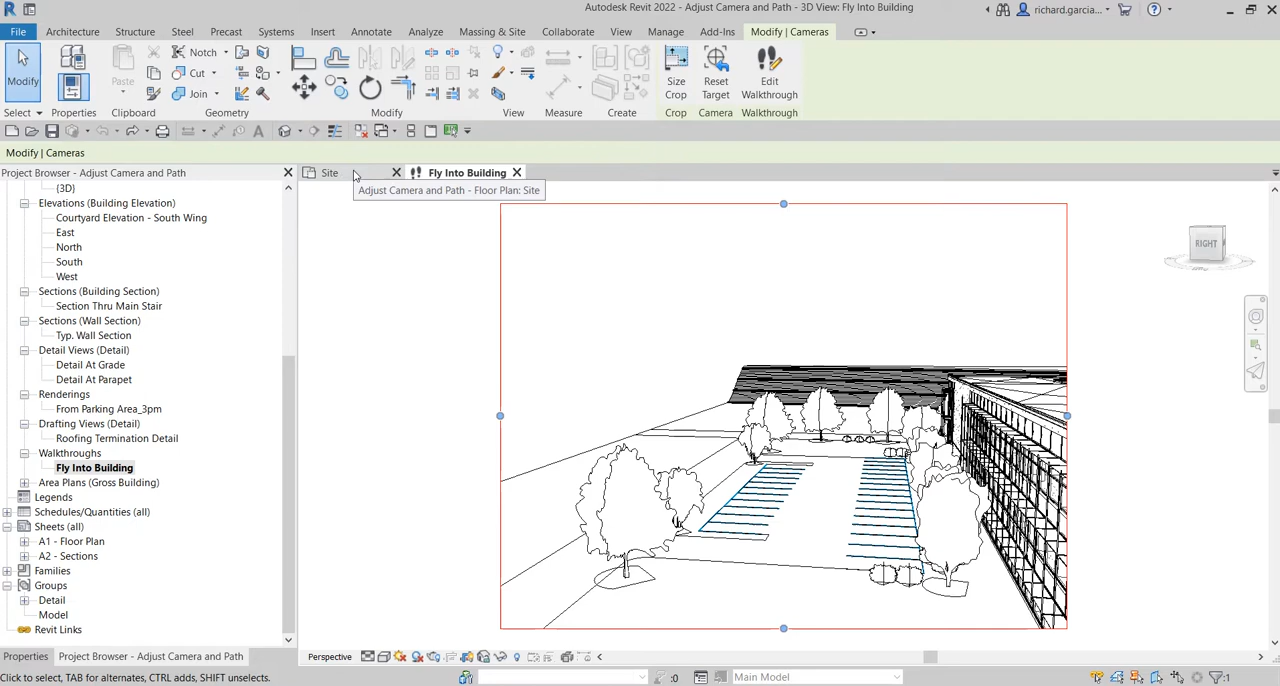 Autodesk Revit 2022 - Adjust Camera and Path - 3D View: Fly Into Building
richard.garcia...
File Architecture Structure Steel Precast Systems Insert Annotate Analyze Massing & Site Collaborate View Manage Add-Ins Modify | Cameras
Modify
Paste
Notch
Cut
Join
Size Crop
Reset Target
Edit Walkthrough
Select Properties Clipboard Geometry Modify View Measure Create Crop Camera Walkthrough
Modify | Cameras
Project Browser - Adjust Camera and Path
Site
Fly Into Building
Adjust Camera and Path - Floor Plan: Site
{3D}
Elevations (Building Elevation)
Courtyard Elevation - South Wing
East
North
South
West
Sections (Building Section)
Section Thru Main Stair
Sections (Wall Section)
Typ. Wall Section
Detail Views (Detail)
Detail At Grade
Detail At Parapet
Renderings
From Parking Area_3pm
Drafting Views (Detail)
Roofing Termination Detail
Walkthroughs
Fly Into Building
Area Plans (Gross Building)
Legends
Schedules/Quantities (all)
Sheets (all)
A1 - Floor Plan
A2 - Sections
Families
Groups
Detail
Model
Revit Links
RIGHT
Properties
Project Browser - Adjust Camera and Path
Perspective
Click to select, TAB for alternates, CTRL adds, SHIFT unselects.
:0
Main Model
:1